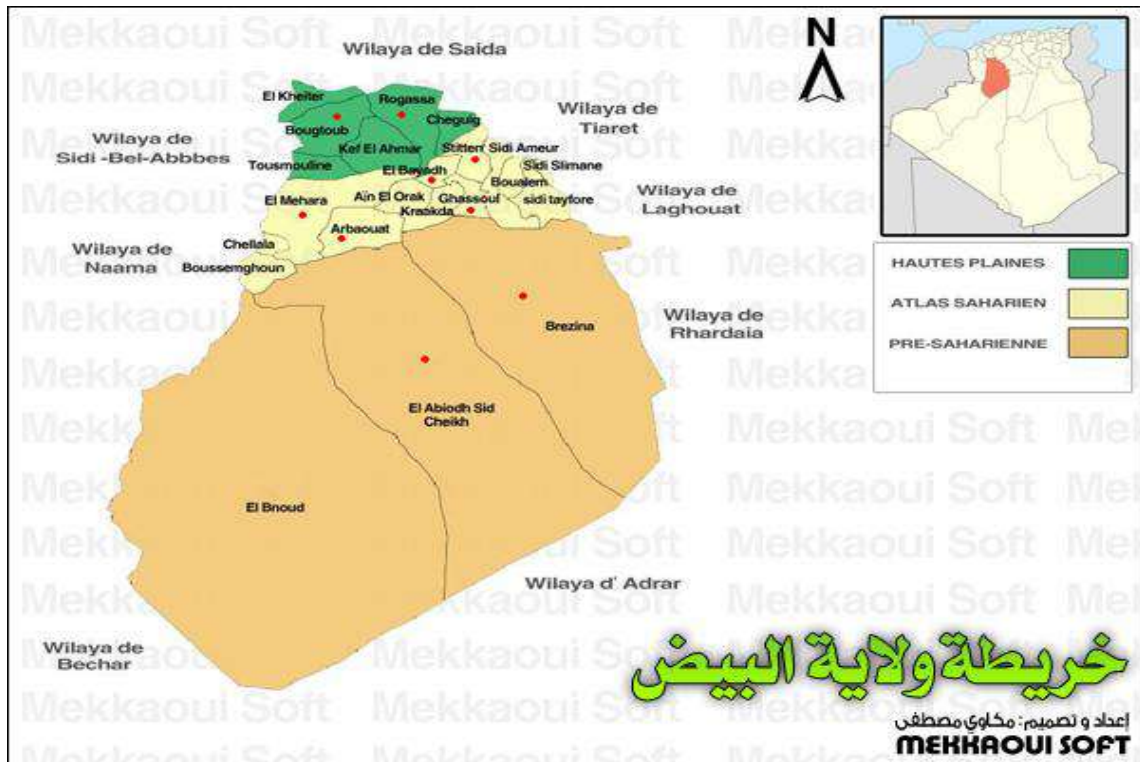 Wilaya de Saida
N
Wilaya de
Tiaret
Wilaya de
Sidi -Bel-Abbbes
El Kheiter
Rogassa
Cheguig
Bougtoub
Kef El Ahmar
Stitten
Sidi Ameur
Tousmouline
El Bayadh
Sidi Slimane
Boualem
sidi tayfore
El Mehara
Aïn El Orak
Ghassoul
Kraakda
Arbaouat
Chellala
Boussemghoun
Wilaya de
Laghouat
Wilaya de
Naama
HAUTES PLAINES
ATLAS SAHARIEN
PRE-SAHARIENNE
Brezina
Wilaya de
Rhardaia
El Abiodh Sid
Cheikh
El Bnoud
Wilaya d' Adrar
Wilaya de
Bechar
خريطة ولاية البيض
إعداد و تصميم : مكاوي مصطفى
MEKKAOUI SOFT
Mekkaoui Soft